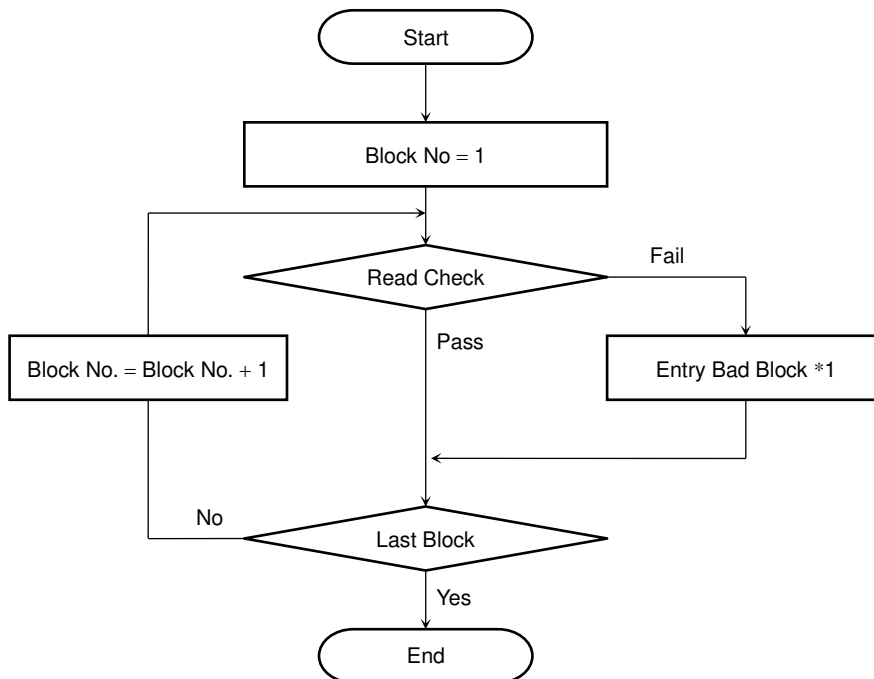 Start
Block No = 1
Read Check
Fail
Pass
Block No. = Block No. + 1
Entry Bad Block *1
No
Last Block
Yes
End